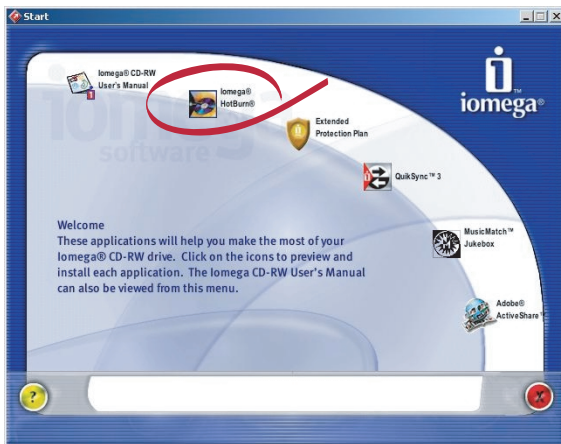 Start
Iomega® CD-RW
User's Manual
Iomega®
HotBurn®
Extended
Protection Plan
QuikSync™ 3
MusicMatch™
Jukebox
Adobe®
ActiveShare™
iomega®
iomega
software
Welcome
These applications will help you make the most of your
Iomega® CD-RW drive. Click on the icons to preview and
install each application. The Iomega CD-RW User's Manual
can also be viewed from this menu.
?
X